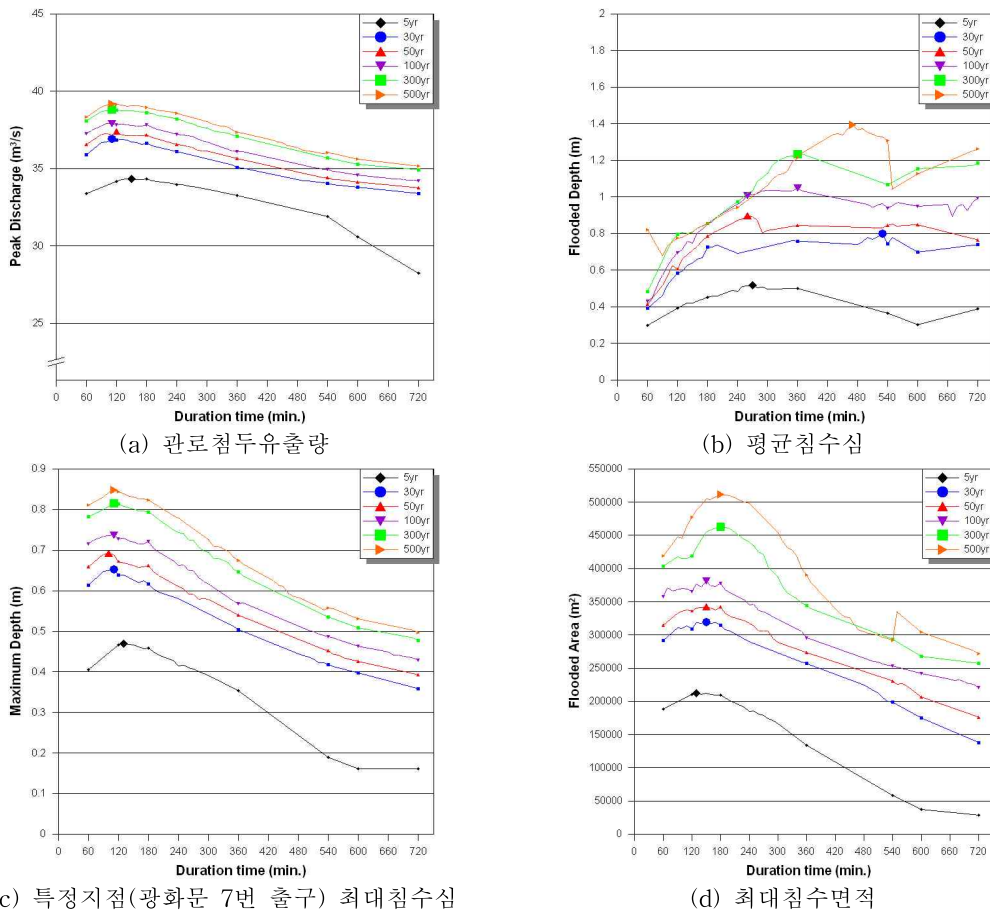 45
40
35
30
25
Peak Discharge (m³/s)
0 60 120 180 240 300 360 420 480 540 600 660 720
Duration time (min.)
5yr
30yr
50yr
100yr
300yr
500yr
(a) 관로첨두유출량
2
1.8
1.6
1.4
1.2
1
0.8
0.6
0.4
0.2
0
Flooded Depth (m)
0 60 120 180 240 300 360 420 480 540 600 660 720
Duration time (min.)
5yr
30yr
50yr
100yr
300yr
500yr
(b) 평균침수심
0.9
0.8
0.7
0.6
0.5
0.4
0.3
0.2
0.1
0
Maximum Depth (m)
0 60 120 180 240 300 360 420 480 540 600 660 720
Duration time (min.)
5yr
30yr
50yr
100yr
300yr
500yr
c) 특정지점(광화문 7번 출구) 최대침수심
550000
500000
450000
400000
350000
300000
250000
200000
150000
100000
50000
0
Flooded Area (m²)
0 60 120 180 240 300 360 420 480 540 600 660 720
Duration time (min.)
5yr
30yr
50yr
100yr
300yr
500yr
(d) 최대침수면적